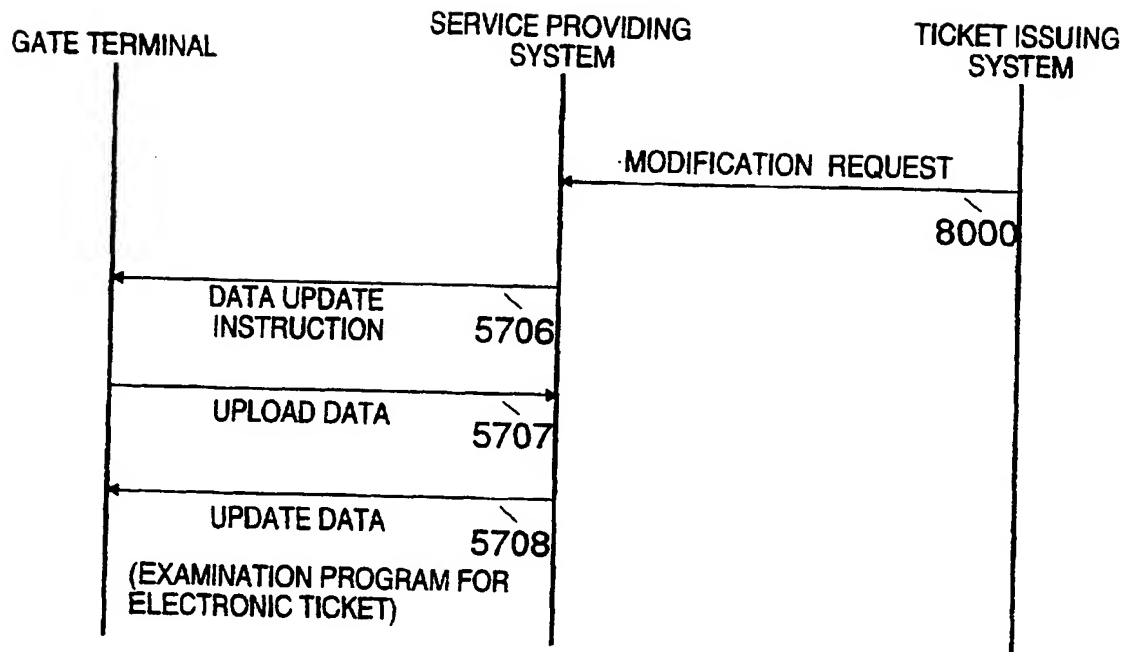 GATE TERMINAL
SERVICE PROVIDING
SYSTEM
TICKET ISSUING
SYSTEM
MODIFICATION REQUEST
8000
DATA UPDATE
INSTRUCTION
5706
UPLOAD DATA
5707
UPDATE DATA
5708
(EXAMINATION PROGRAM FOR
ELECTRONIC TICKET)